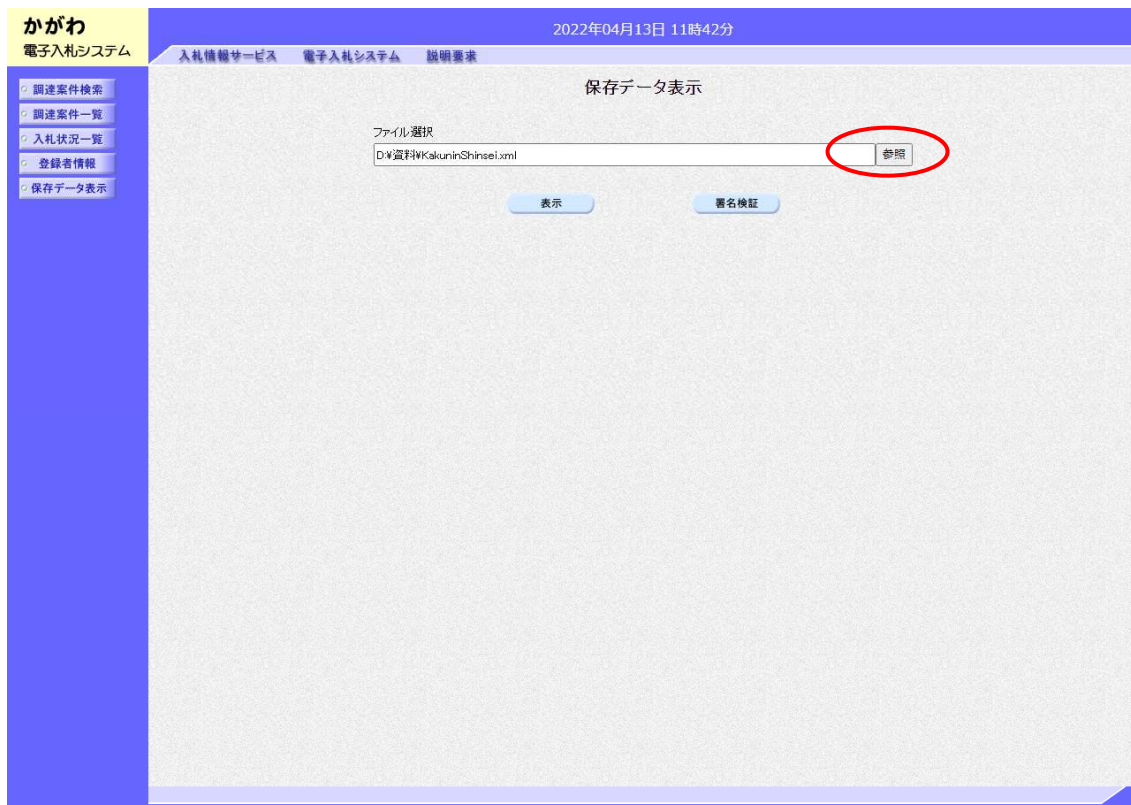 かがわ
電子入札システム
2022年04月13日 11時42分
入札情報サービス 電子入札システム 説明要求
調達案件検索
調達案件一覧
入札状況一覧
登録者情報
保存データ表示
保存データ表示
ファイル選択
D:¥資料¥KakuninShinsei.xml 参照
表示 署名検証